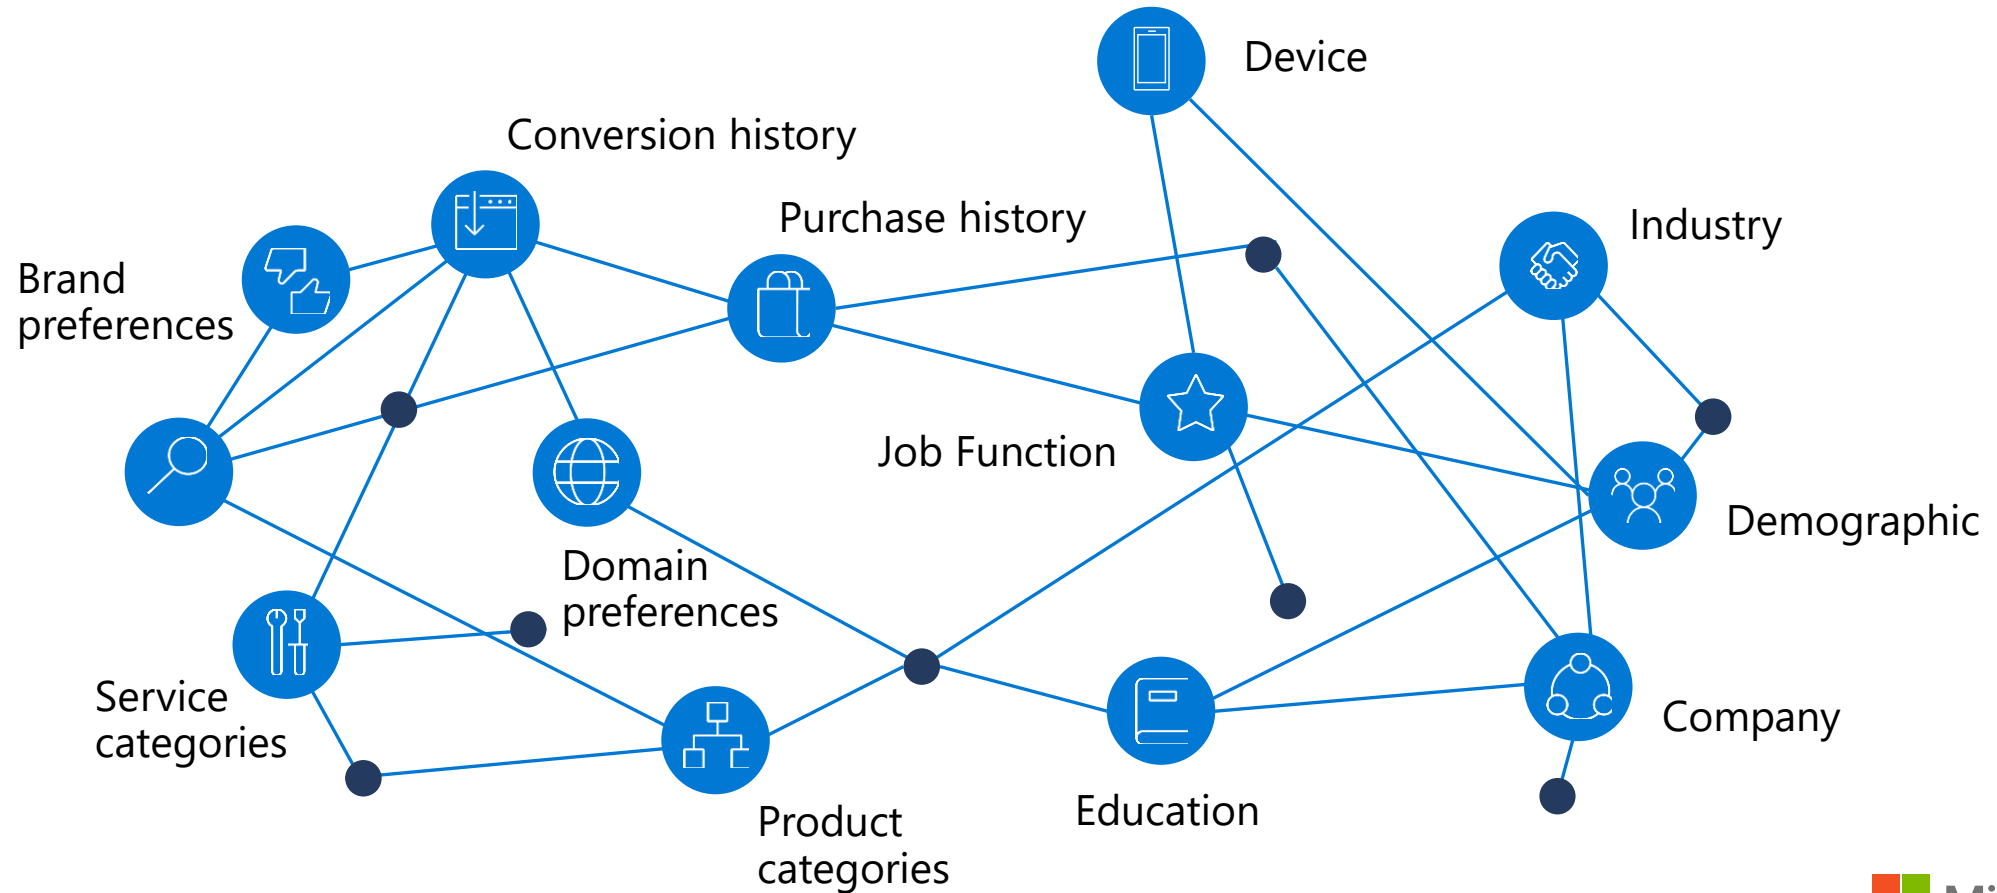 Device
Conversion history
Purchase history
Industry
Brand
preferences
Job Function
Demographic
Domain
preferences
Service
categories
Company
Education
Product
categories